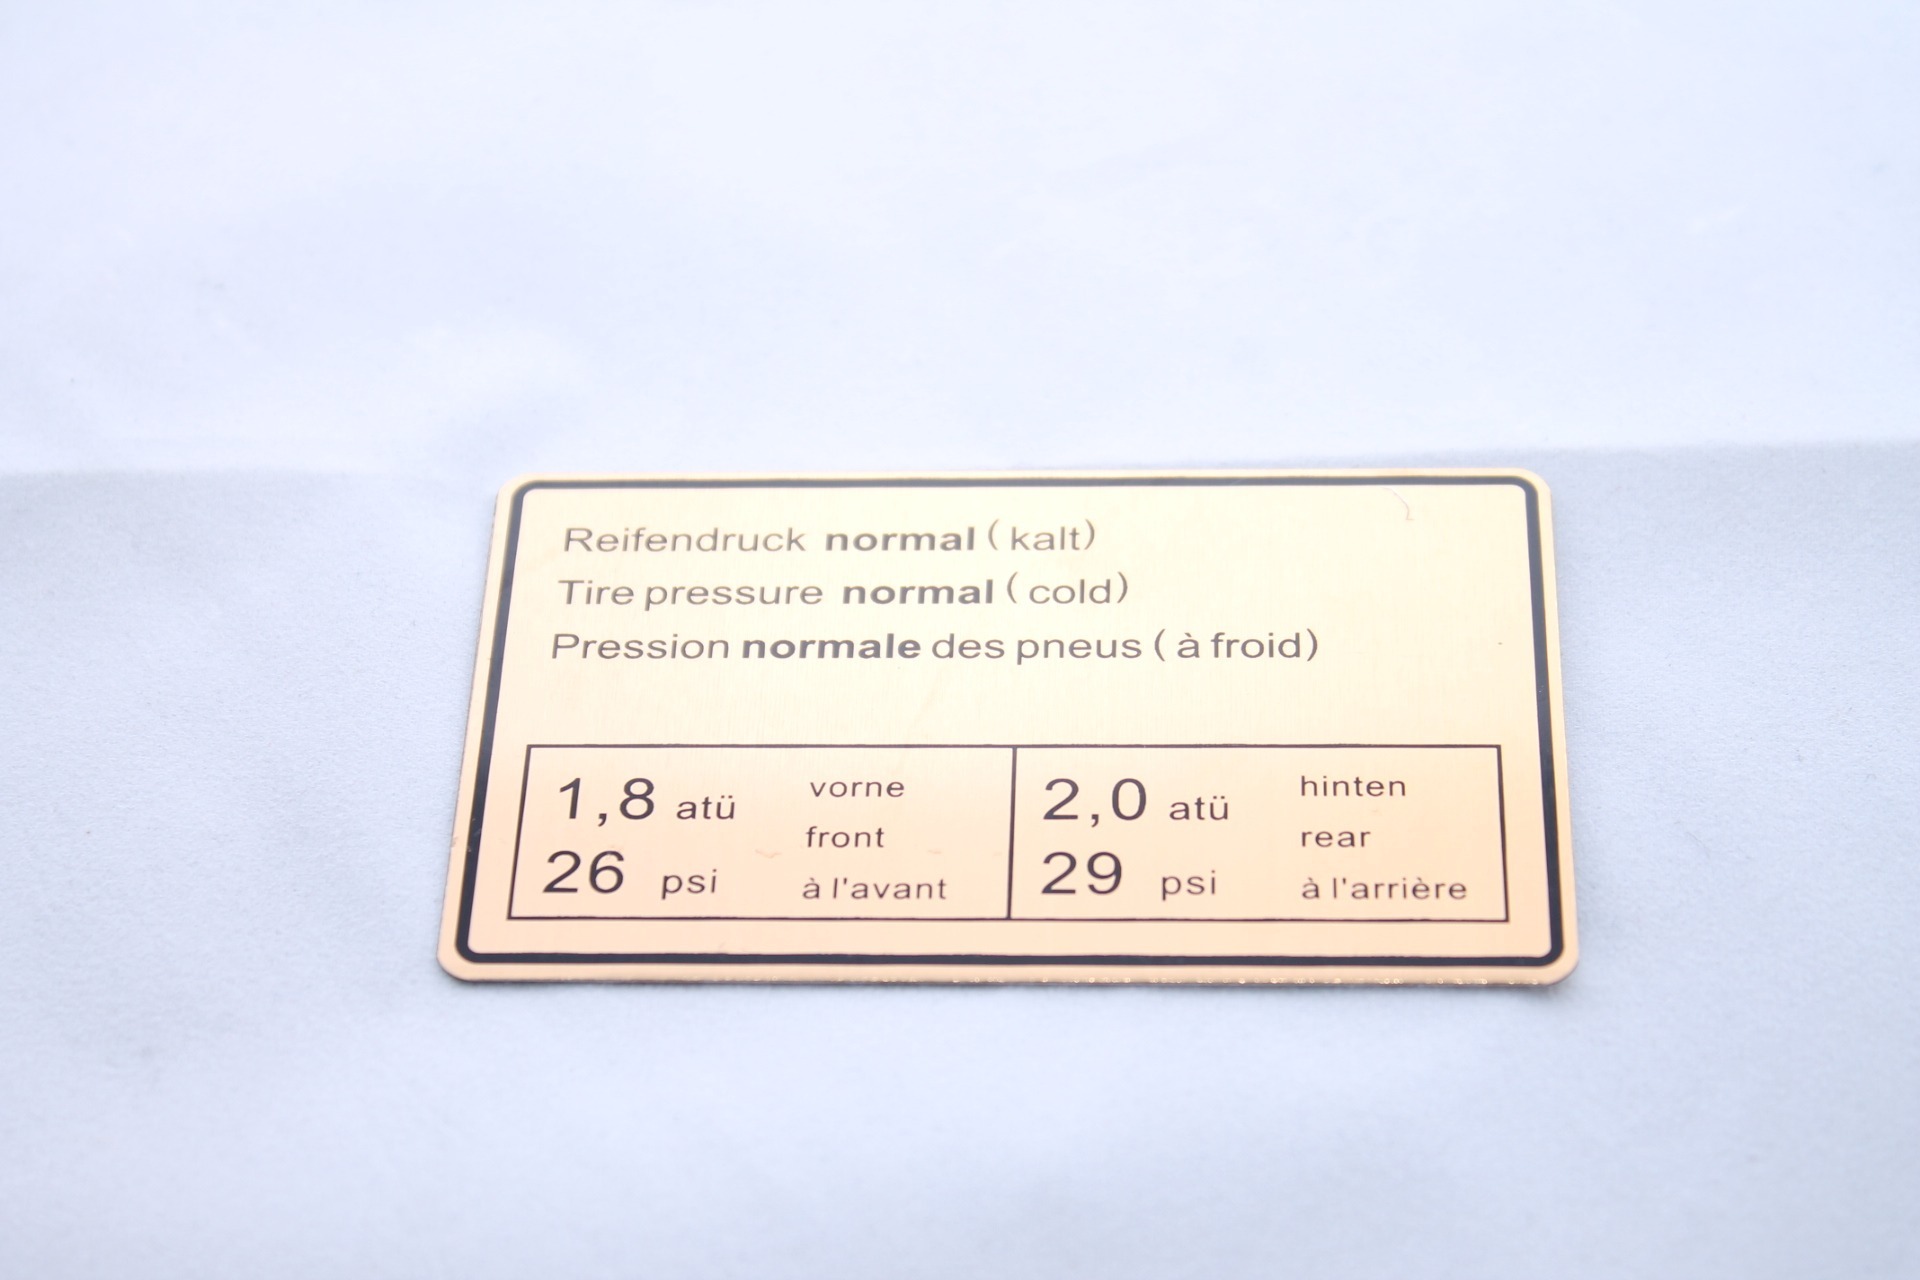 Reifendruck normal (kalt)
Tire pressure normal (cold)
Pression normale des pneus (à froid)
1,8 atü vorne
front
26 psi à l'avant
2,0 atü hinten
rear
29 psi à l'arrière